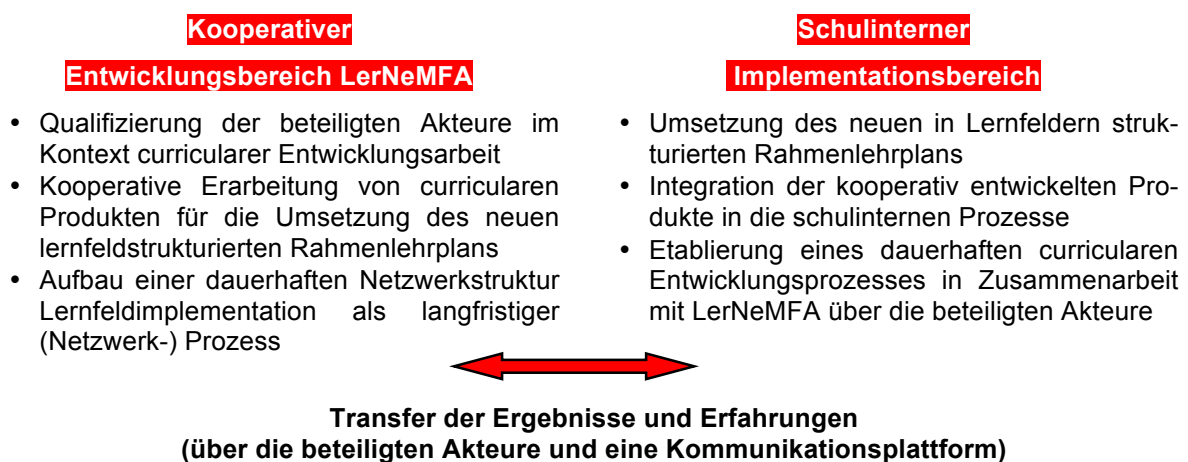 Kooperativer
Entwicklungsbereich LerNeMFA
• Qualifizierung der beteiligten Akteure im
Kontext curricularer Entwicklungsarbeit
• Kooperative Erarbeitung von curricularen
Produkten für die Umsetzung des neuen
lernfeldstrukturierten Rahmenlehrplans
• Aufbau einer dauerhaften Netzwerkstruktur
Lernfeldimplementation als langfristiger
(Netzwerk-) Prozess
Schulinterner
Implementationsbereich
• Umsetzung des neuen in Lernfeldern struk-
turierten Rahmenlehrplans
• Integration der kooperativ entwickelten Pro-
dukte in die schulinternen Prozesse
• Etablierung eines dauerhaften curricularen
Entwicklungsprozesses in Zusammenarbeit
mit LerNeMFA über die beteiligten Akteure
Transfer der Ergebnisse und Erfahrungen
(über die beteiligten Akteure und eine Kommunikationsplattform)